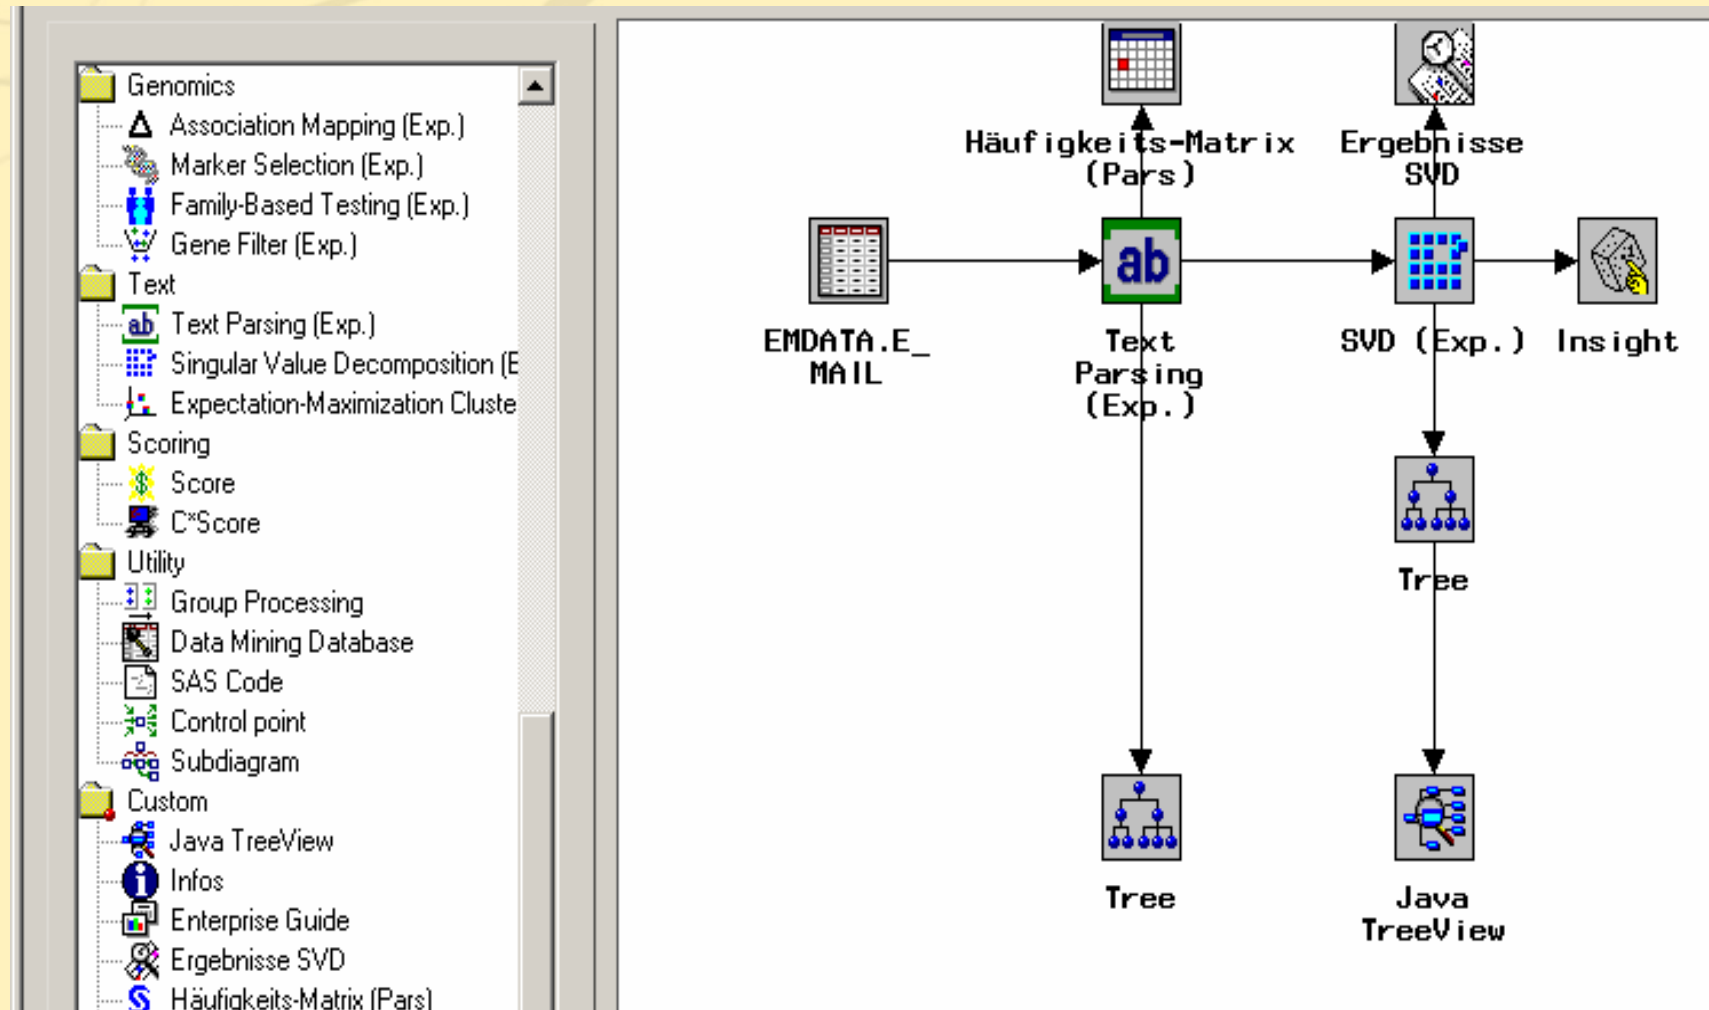 Genomics
Association Mapping (Exp.)
Marker Selection (Exp.)
Family-Based Testing (Exp.)
Gene Filter (Exp.)
Text
ab Text Parsing (Exp.)
Singular Value Decomposition (E
Expectation-Maximization Cluste
Scoring
$ Score
C*Score
Utility
Group Processing
Data Mining Database
SAS Code
Control point
Subdiagram
Custom
Java TreeView
i Infos
Enterprise Guide
Ergebnisse SVD
Häufigkeits-Matrix (Pars)
Häufigkeits-Matrix
(Pars)
Ergebnisse
SVD
EMDATA.E_
MAIL
ab
Text
Parsing
(Exp.)
SVD (Exp.)
Insight
Tree
Tree
Java
TreeView